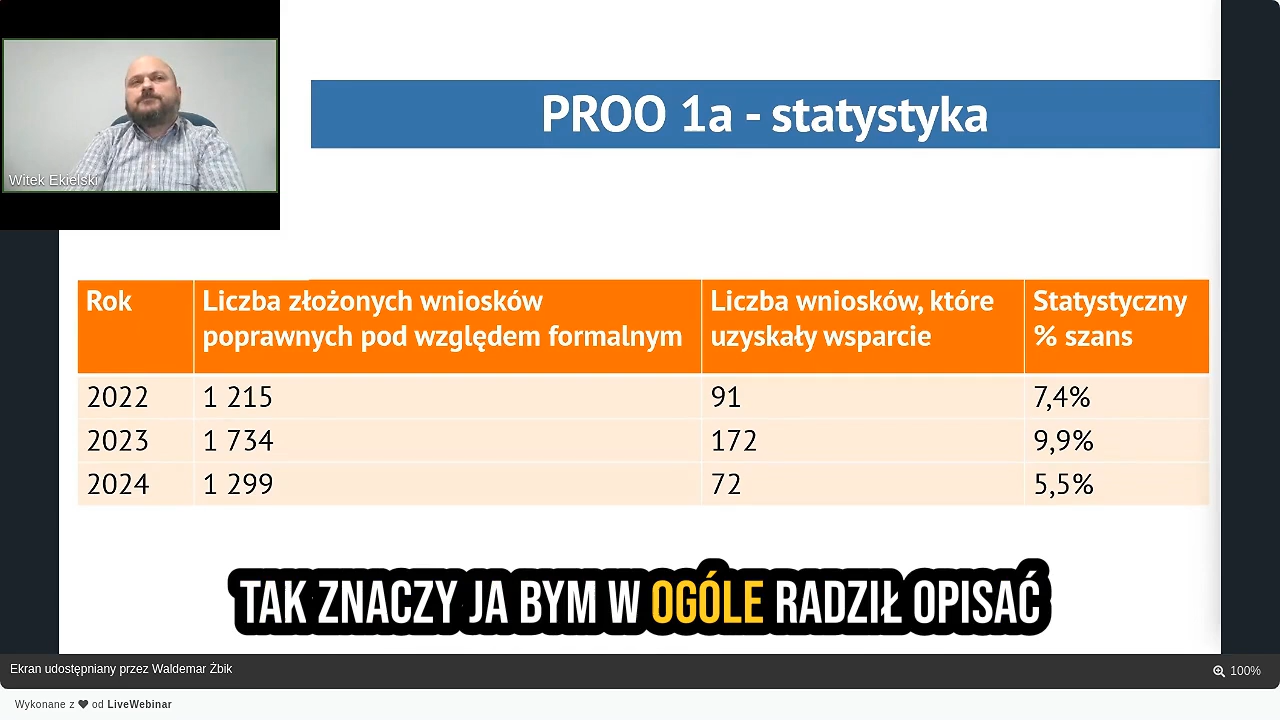 PROO 1a - statystyka
Witek Ekielski
Rok
Liczba złożonych wniosków
poprawnych pod względem formalnym
Liczba wniosków, które
uzyskały wsparcie
Statystyczny
% szans
2022 1 215 91 7,4%
2023 1 734 172 9,9%
2024 1 299 72 5,5%
TAK ZNACZY JA BYM W OGÓLE RADZIŁ OPISAĆ
Ekran udostępniany przez Waldemar Żbik
100%
Wykonane z ♥ od LiveWebinar